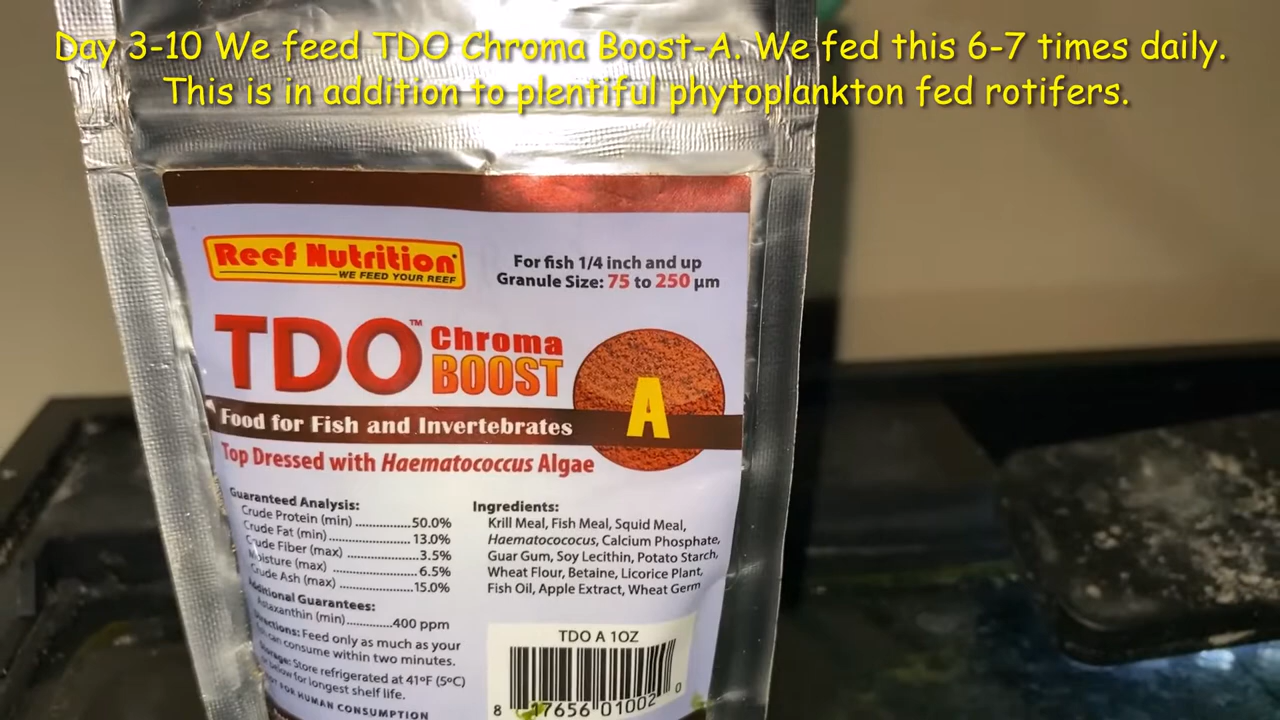 Day 3-10 We feed TDO Chroma Boost-A. We fed this 6-7 times daily.
This is in addition to plentiful phytoplankton fed rotifers.
Reef Nutrition
WE FEED YOUR REEF
For fish 1/4 inch and up
Granule Size: 75 to 250 µm
TDO™ Chroma BOOST
A
Food for Fish and Invertebrates
Top Dressed with Haematococcus Algae
Guaranteed Analysis:
Crude Protein (min) ..............50.0%
Crude Fat (min) ....................13.0%
Crude Fiber (max) ..................3.5%
Moisture (max) ......................6.5%
Crude Ash (max) ...................15.0%
Additional Guarantees:
Astaxanthin (min)............400 ppm
Directions: Feed only as much as your
can consume within two minutes.
Storage: Store refrigerated at 41°F (5°C)
or below for longest shelf life.
NOT FOR HUMAN CONSUMPTION
Ingredients:
Krill Meal, Fish Meal, Squid Meal,
Haematococcus, Calcium Phosphate,
Guar Gum, Soy Lecithin, Potato Starch,
Wheat Flour, Betaine, Licorice Plant,
Fish Oil, Apple Extract, Wheat Germ
TDO A 1OZ
8 17656 01002 0